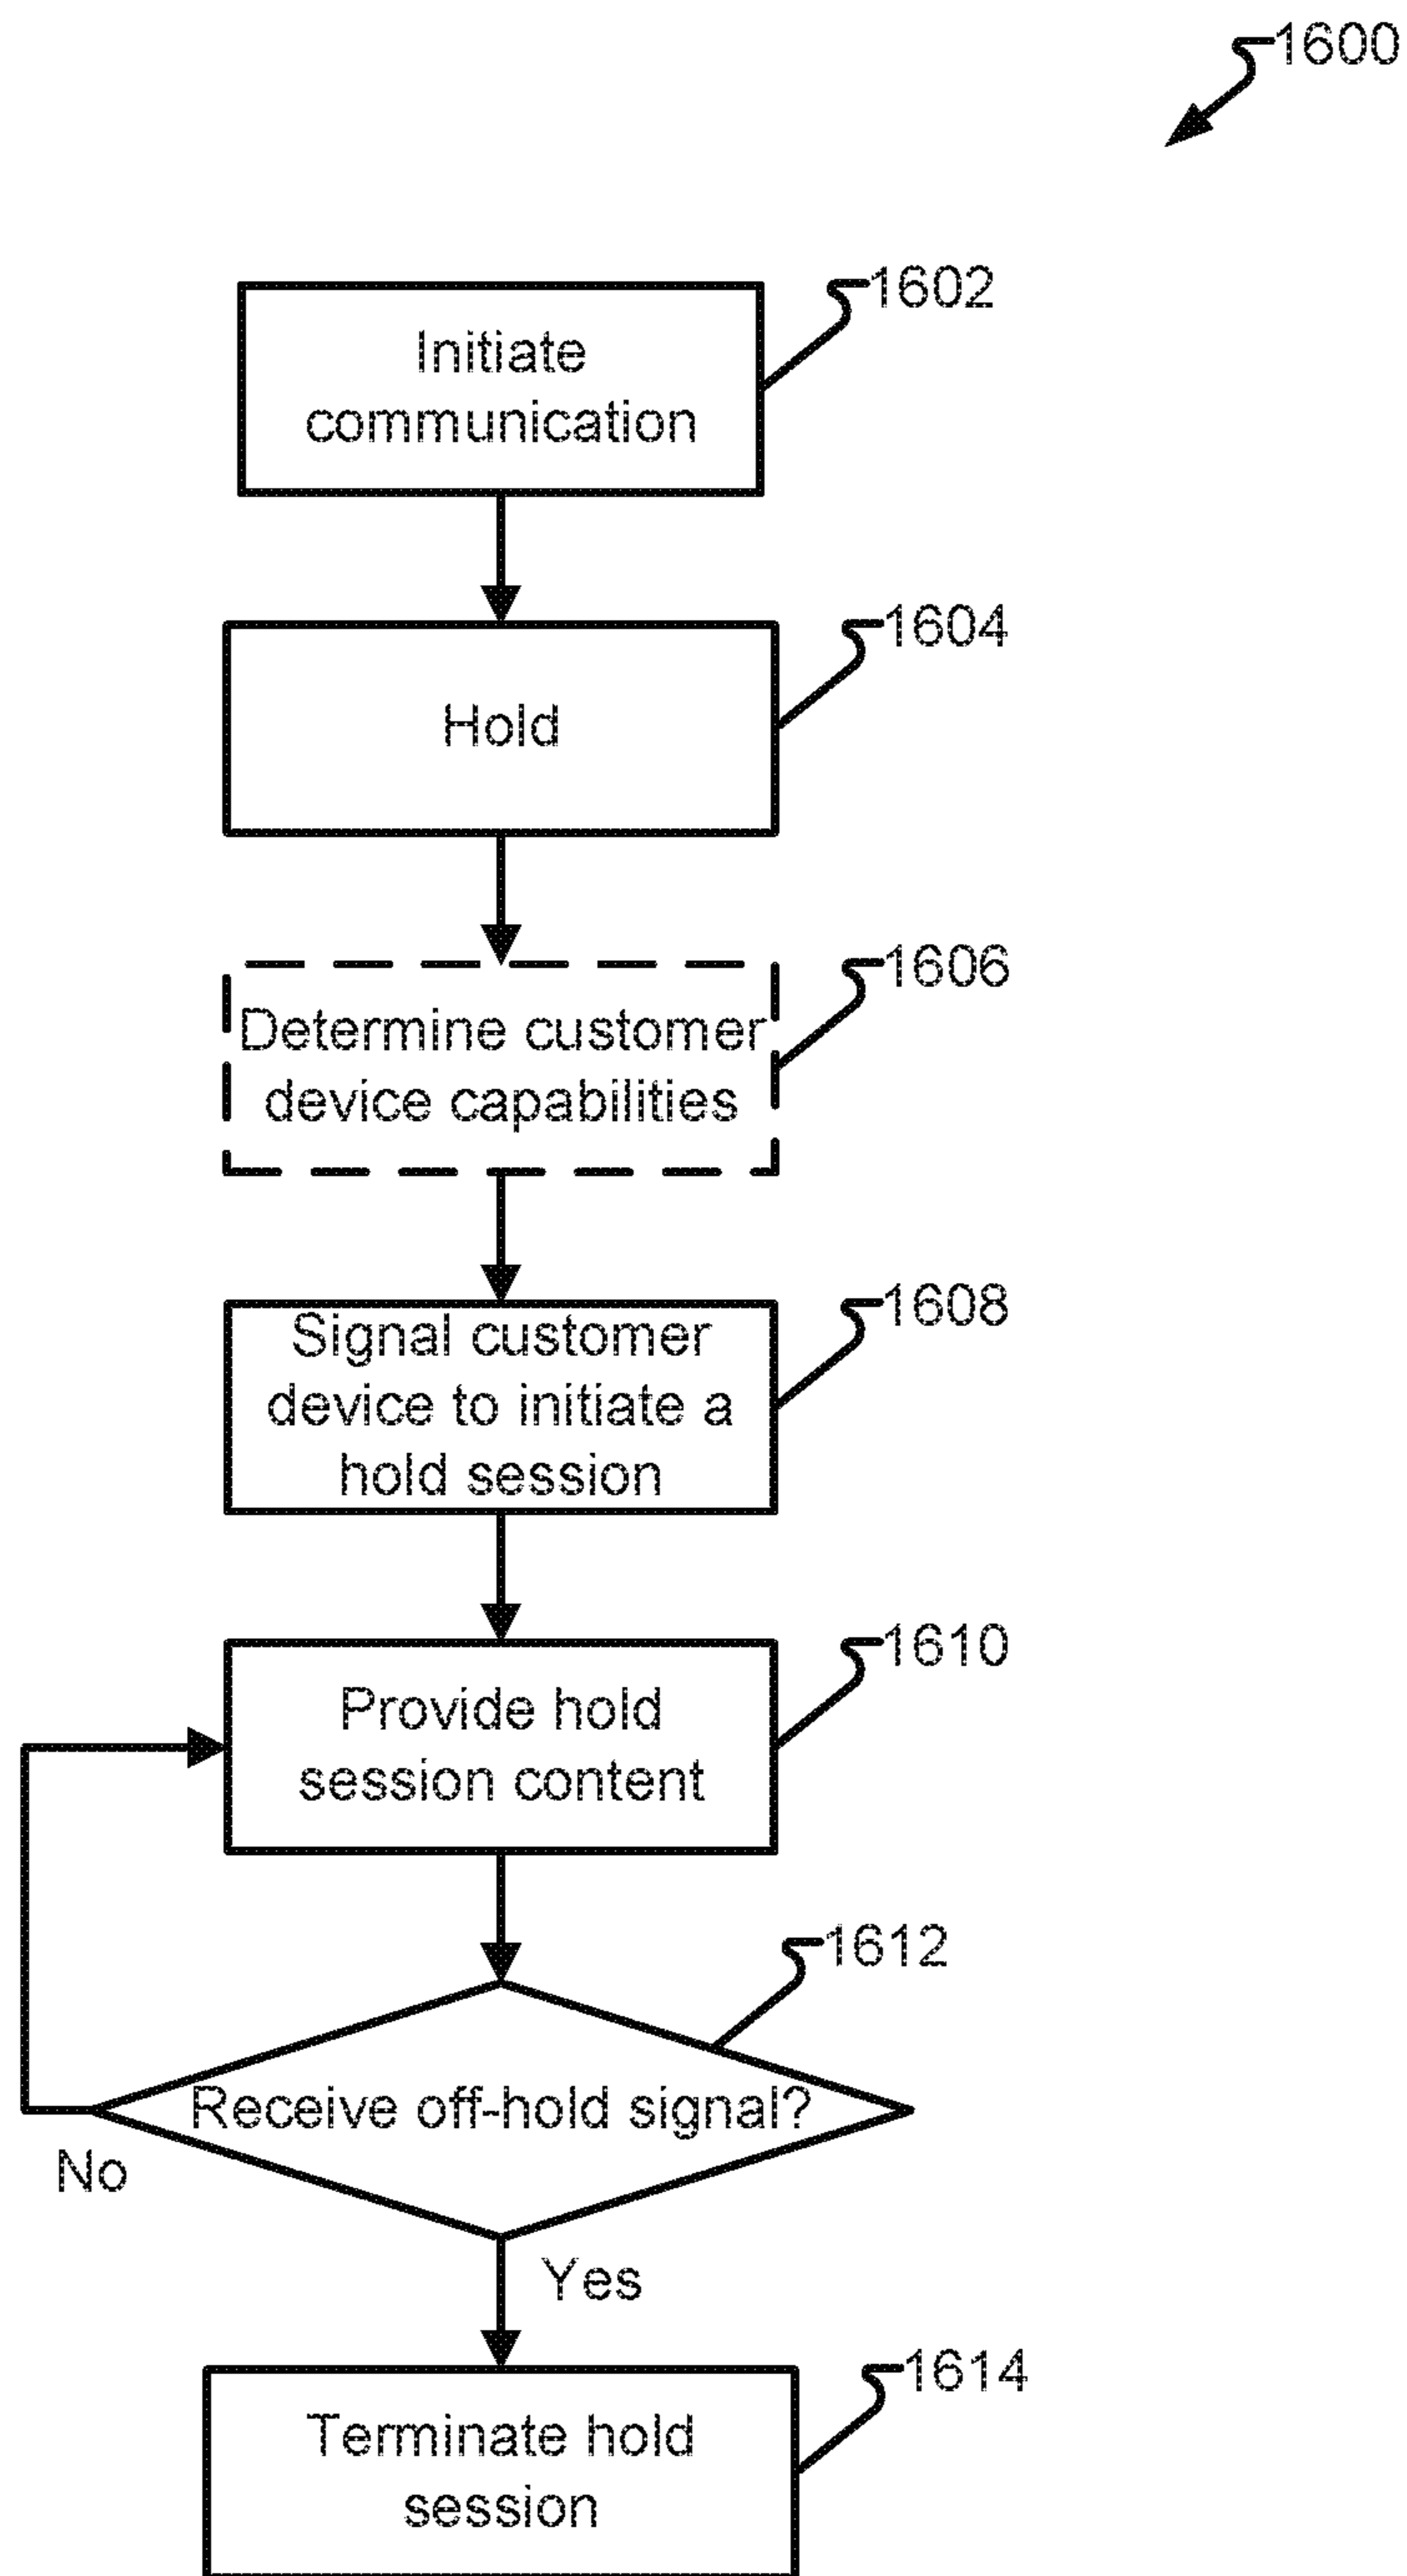 1600
1602
Initiate
communication
1604
Hold
1606
Determine customer
device capabilities
1608
Signal customer
device to initiate a
hold session
1610
Provide hold
session content
1612
Receive off-hold signal?
No
Yes
1614
Terminate hold
session